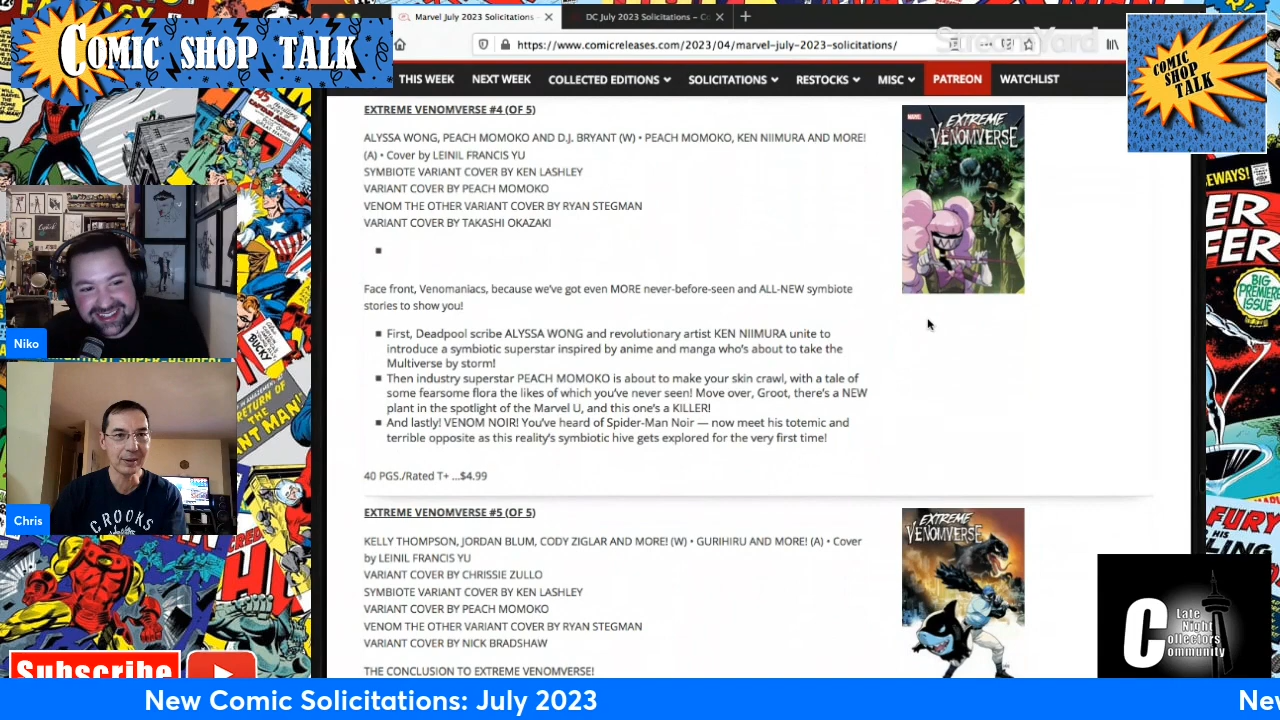 COMIC SHOP TALK
Marvel July 2023 Solicitations -
DC July 2023 Solicitations – Co
https://www.comicreleases.com/2023/04/marvel-july-2023-solicitations/
StreamYard
THIS WEEK
NEXT WEEK
COLLECTED EDITIONS
SOLICITATIONS
RESTOCKS
MISC
PATREON
WATCHLIST
COMIC
SHOP
TALK
EXTREME VENOMVERSE #4 (OF 5)
ALYSSA WONG, PEACH MOMOKO AND D.J. BRYANT (W) • PEACH MOMOKO, KEN NIIMURA AND MORE!
(A) • Cover by LEINIL FRANCIS YU
SYMBIOTE VARIANT COVER BY KEN LASHLEY
VARIANT COVER BY PEACH MOMOKO
VENOM THE OTHER VARIANT COVER BY RYAN STEGMAN
VARIANT COVER BY TAKASHI OKAZAKI
Face front, Venomaniacs, because we've got even MORE never-before-seen and ALL-NEW symbiote
stories to show you!
First, Deadpool scribe ALYSSA WONG and revolutionary artist KEN NIIMURA unite to
introduce a symbiotic superstar inspired by anime and manga who's about to take the
Multiverse by storm!
Then industry superstar PEACH MOMOKO is about to make your skin crawl, with a tale of
some fearsome flora the likes of which you've never seen! Move over, Groot, there's a NEW
plant in the spotlight of the Marvel U, and this one's a KILLER!
And lastly! VENOM NOIR! You've heard of Spider-Man Noir — now meet his totemic and
terrible opposite as this reality's symbiotic hive gets explored for the very first time!
40 PGS./Rated T+ ...$4.99
EXTREME
VENOMVERSE
EXTREME VENOMVERSE #5 (OF 5)
KELLY THOMPSON, JORDAN BLUM, CODY ZIGLAR AND MORE! (W) • GURIHIRU AND MORE! (A) • Cover
by LEINIL FRANCIS YU
VARIANT COVER BY CHRISSIE ZULLO
SYMBIOTE VARIANT COVER BY KEN LASHLEY
VARIANT COVER BY PEACH MOMOKO
VENOM THE OTHER VARIANT COVER BY RYAN STEGMAN
VARIANT COVER BY NICK BRADSHAW
THE CONCLUSION TO EXTREME VENOMVERSE!
EXTREME
VENOMVERSE
Niko
Chris
CROOKS
BUCKY
RETURN OF
THE
ANT MAN!
BIG
PREMIERE
ISSUE
FURY
Late
Night
Collectors
Community
Subscribe
New Comic Solicitations: July 2023
New